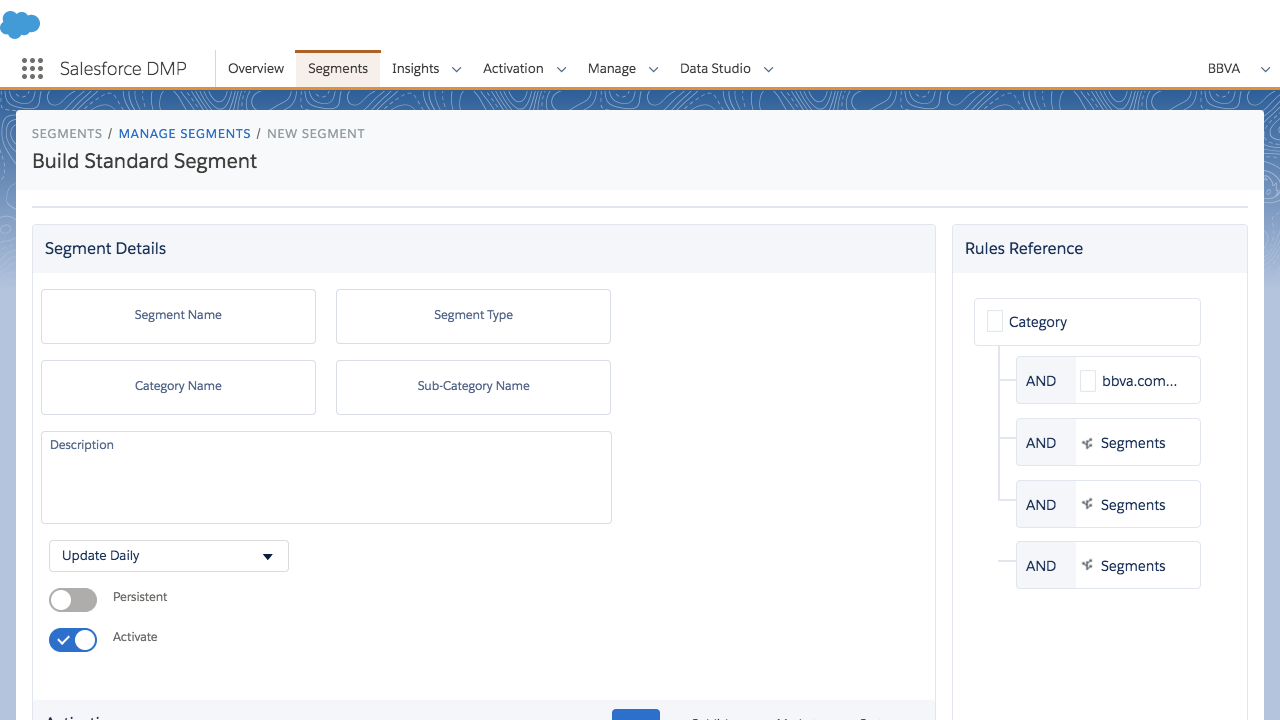 Salesforce DMP
Overview
Segments
Insights
Activation
Manage
Data Studio
BBVA
SEGMENTS / MANAGE SEGMENTS / NEW SEGMENT
Build Standard Segment
Segment Details
Segment Name
Segment Type
Category Name
Sub-Category Name
Description
Update Daily
Persistent
Activate
Rules Reference
Category
AND bbva.com...
AND Segments
AND Segments
AND Segments